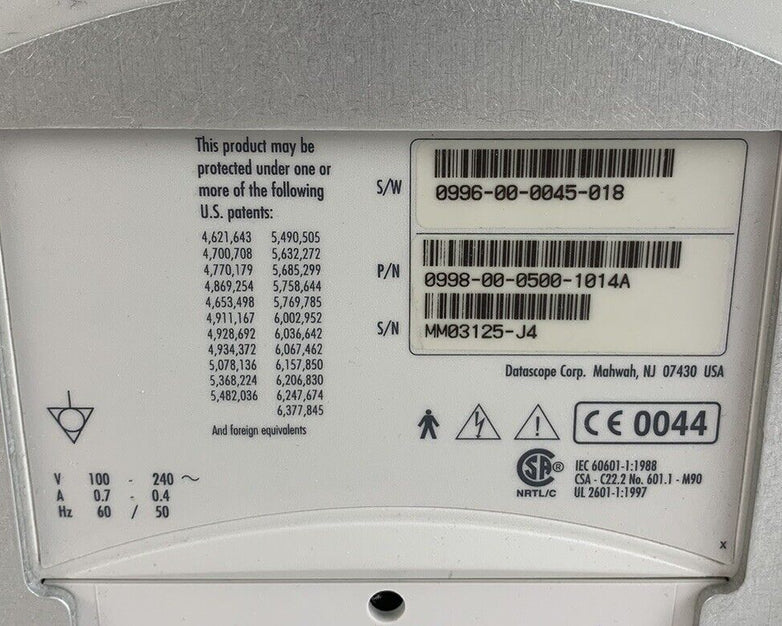 This product may be
protected under one or
more of the following
U.S. patents:
4,621,643 5,490,505
4,700,708 5,632,272
4,770,179 5,685,299
4,869,254 5,758,644
4,653,498 5,769,785
4,911,167 6,002,952
4,928,692 6,036,642
4,934,372 6,067,462
5,078,136 6,157,850
5,368,224 6,206,830
5,482,036 6,247,674
6,377,845
And foreign equivalents
S/W 0996-00-0045-018
P/N 0998-00-0500-1014A
S/N MM03125-J4
Datascope Corp. Mahwah, NJ 07430 USA
CE 0044
SA ®
NRTL/C
IEC 60601-1:1988
CSA - C22.2 No. 601.1 - M90
UL 2601-1:1997
V 100 - 240 ~
A 0.7 - 0.4
Hz 60 / 50
x